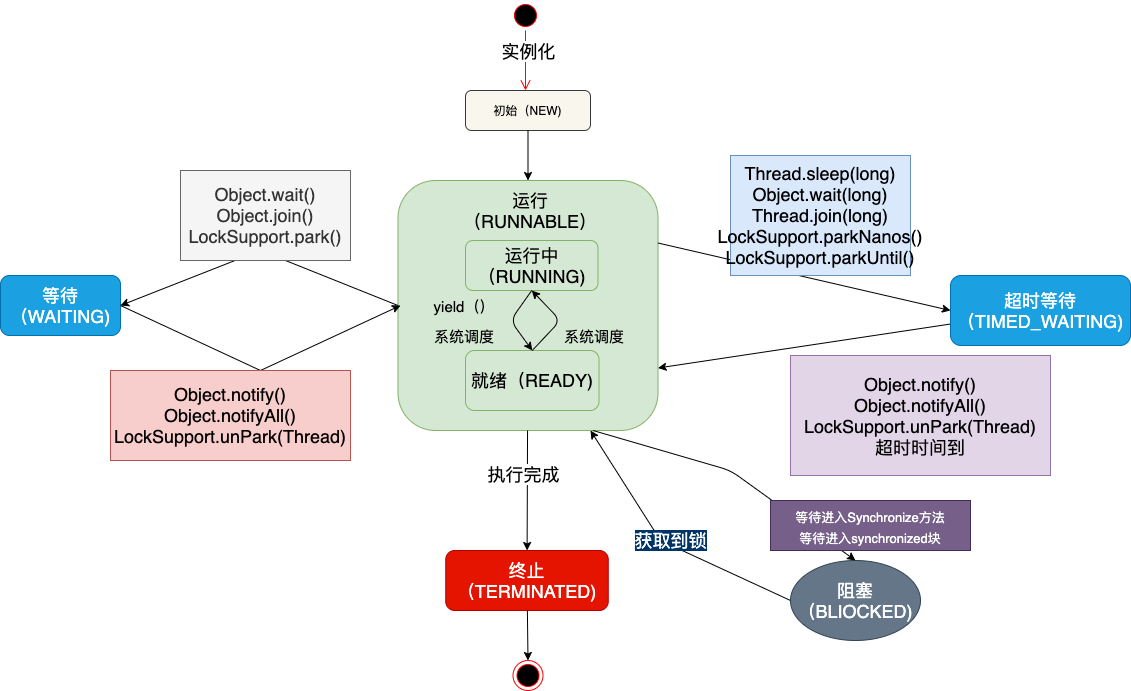 实例化
初始（NEW)
Object.wait()
Object.join()
LockSupport.park()
Thread.sleep(long)
Object.wait(long)
Thread.join(long)
LockSupport.parkNanos()
LockSupport.parkUntil()
运行
（RUNNABLE）
运行中
（RUNNING)
yield（）
系统调度
系统调度
就绪（READY)
等待
（WAITING)
超时等待
（TIMED_WAITING)
Object.notify()
Object.notifyAll()
LockSupport.unPark(Thread)
Object.notify()
Object.notifyAll()
LockSupport.unPark(Thread)
超时时间到
执行完成
等待进入Synchronize方法
等待进入synchronized块
获取到锁
终止
（TERMINATED)
阻塞
（BLIOCKED)